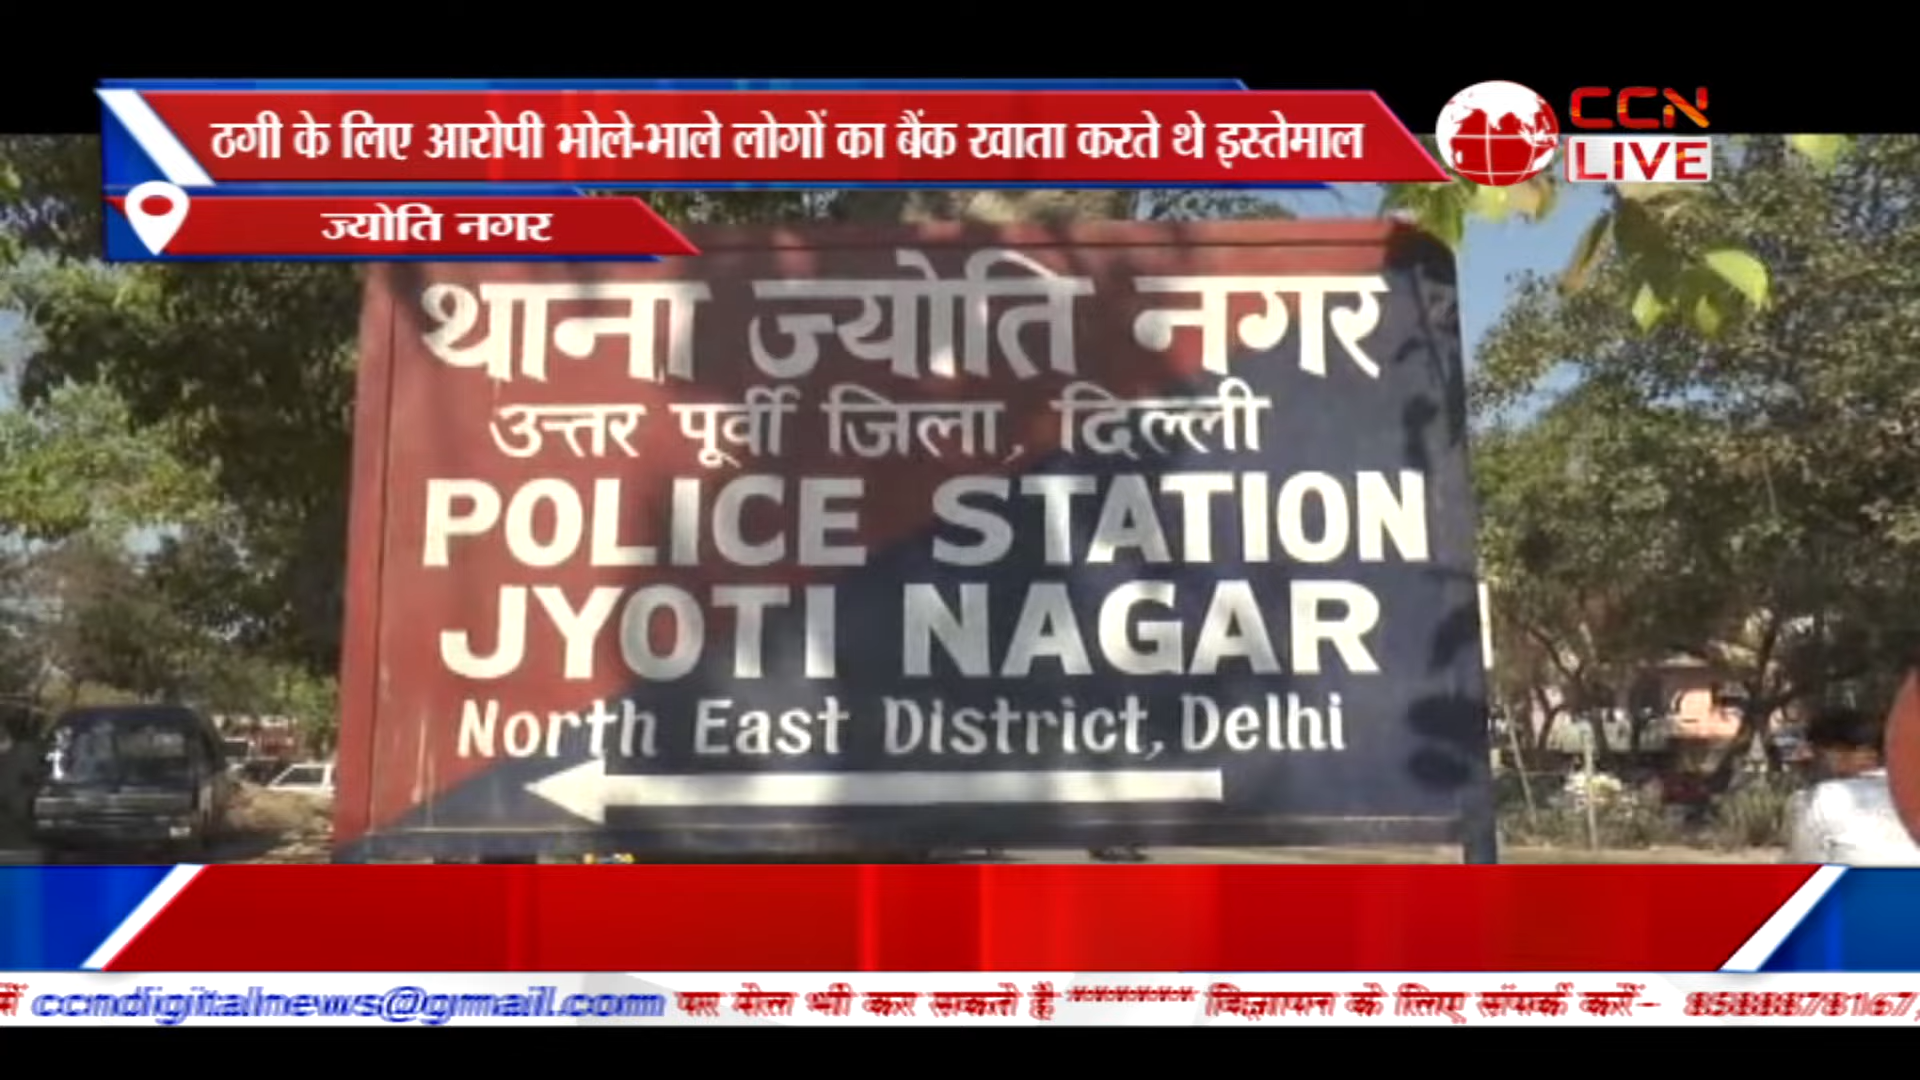 ठगी के लिए आरोपी भोले-भाले लोगों का बैंक खाता करते थे इस्तेमाल
CCN
LIVE
ज्योति नगर
थाना ज्योति नगर
उत्तर पूर्वी जिला, दिल्ली
POLICE STATION
JYOTI NAGAR
North East District, Delhi
में ccndigitalnews@gmail.com पर मेल भी कर सकते है ****** विज्ञापन के लिए संपर्क करें- 8588878167,